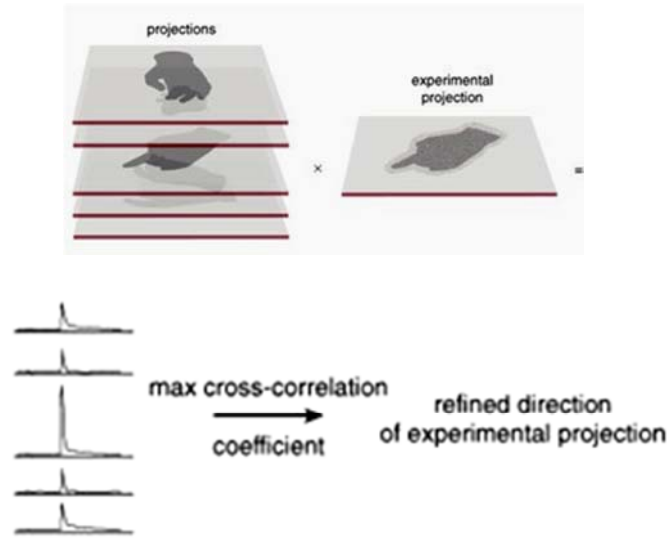 projections
experimental
projection
×
=
max cross-correlation
coefficient
refined direction
of experimental projection